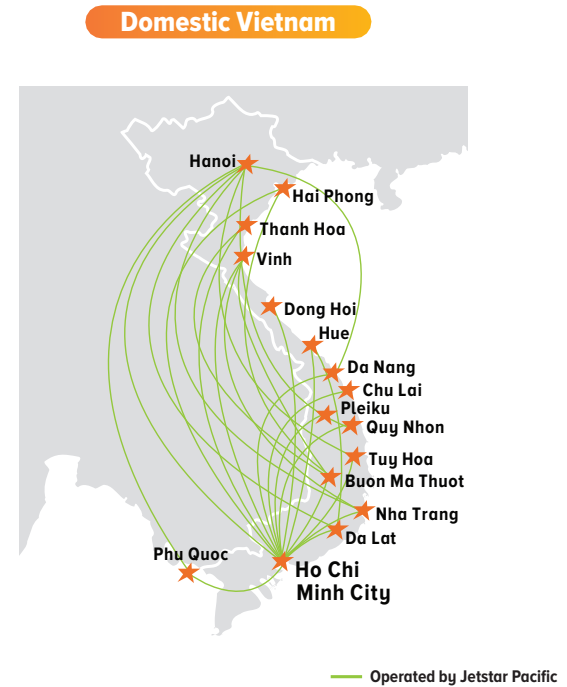 Domestic Vietnam
Hanoi
Hai Phong
Thanh Hoa
Vinh
Dong Hoi
Hue
Da Nang
Chu Lai
Pleiku
Quy Nhon
Tuy Hoa
Buon Ma Thuot
Nha Trang
Da Lat
Phu Quoc
Ho Chi
Minh City
Operated by Jetstar Pacific